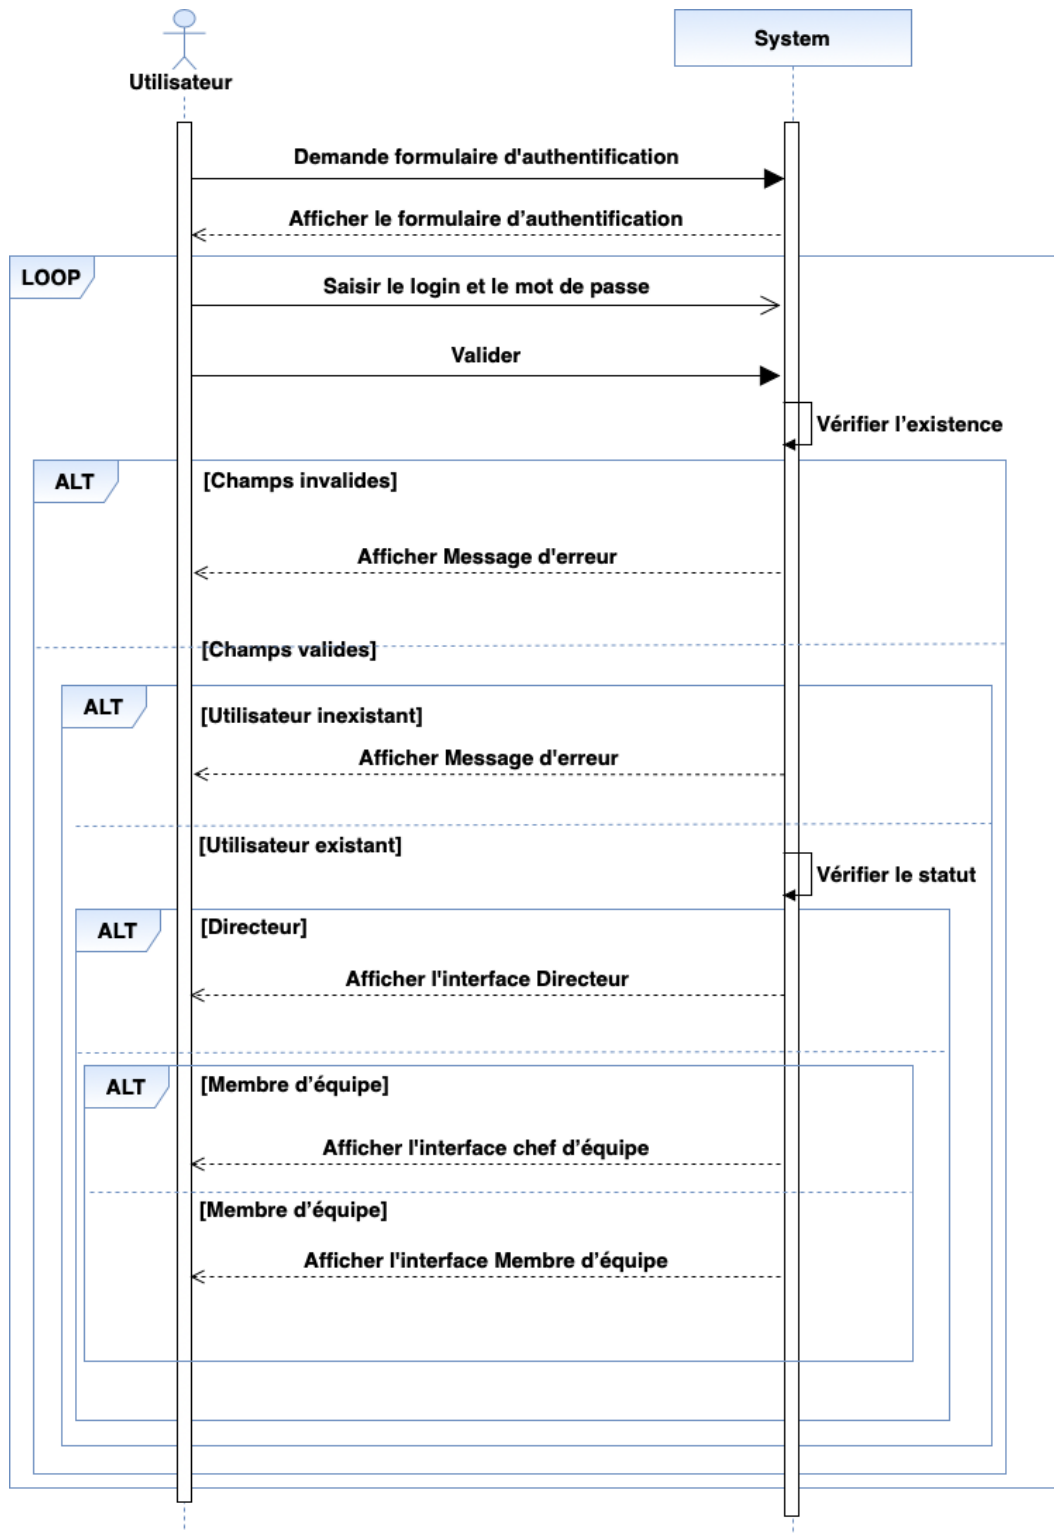 System
Utilisateur
Demande formulaire d'authentification
Afficher le formulaire d’authentification
LOOP
Saisir le login et le mot de passe
Valider
Vérifier l’existence
ALT
[Champs invalides]
Afficher Message d'erreur
[Champs valides]
ALT
[Utilisateur inexistant]
Afficher Message d'erreur
[Utilisateur existant]
Vérifier le statut
ALT
[Directeur]
Afficher l'interface Directeur
ALT
[Membre d’équipe]
Afficher l'interface chef d’équipe
[Membre d’équipe]
Afficher l'interface Membre d’équipe